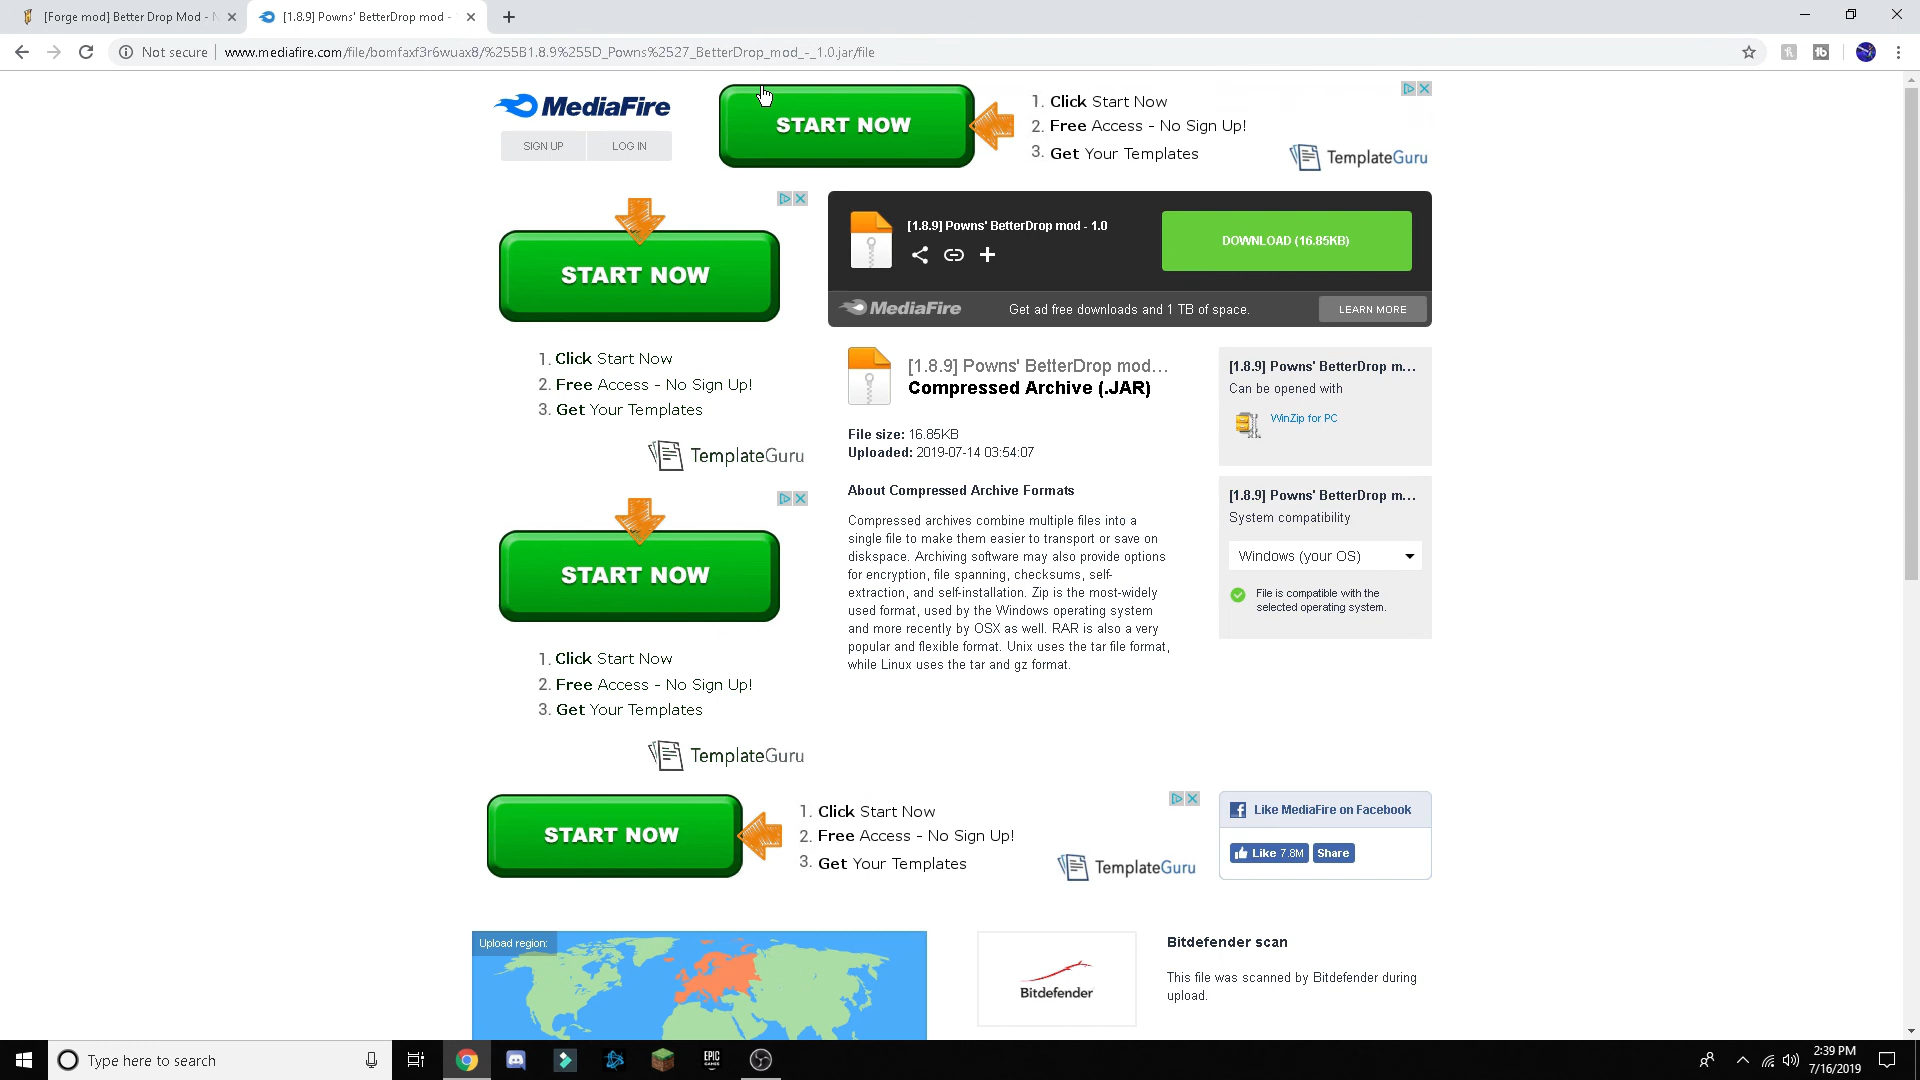 [Forge mod] Better Drop Mod -
[1.8.9] Powns' BetterDrop mod -
Not secure
www.mediafire.com/file/bomfaxf3r6wuax8/%255B1.8.9%255D_Powns%2527_BetterDrop_mod_-_1.0.jar/file
MediaFire
SIGN UP
LOG IN
START NOW
1. Click Start Now
2. Free Access - No Sign Up!
3. Get Your Templates
TemplateGuru
START NOW
1. Click Start Now
2. Free Access - No Sign Up!
3. Get Your Templates
TemplateGuru
[1.8.9] Powns' BetterDrop mod - 1.0
DOWNLOAD (16.85KB)
MediaFire
Get ad free downloads and 1 TB of space.
LEARN MORE
[1.8.9] Powns' BetterDrop mod...
Compressed Archive (.JAR)
File size: 16.85KB
Uploaded: 2019-07-14 03:54:07
About Compressed Archive Formats
Compressed archives combine multiple files into a
single file to make them easier to transport or save on
diskspace. Archiving software may also provide options
for encryption, file spanning, checksums, self-
extraction, and self-installation. Zip is the most-widely
used format, used by the Windows operating system
and more recently by OSX as well. RAR is also a very
popular and flexible format. Unix uses the tar file format,
while Linux uses the tar and gz format.
[1.8.9] Powns' BetterDrop m...
Can be opened with
WinZip for PC
[1.8.9] Powns' BetterDrop m...
System compatibility
Windows (your OS)
File is compatible with the
selected operating system.
START NOW
1. Click Start Now
2. Free Access - No Sign Up!
3. Get Your Templates
TemplateGuru
START NOW
1. Click Start Now
2. Free Access - No Sign Up!
3. Get Your Templates
TemplateGuru
Like MediaFire on Facebook
Like 7.8M
Share
Upload region:
Bitdefender
Bitdefender scan
This file was scanned by Bitdefender during
upload.
Type here to search
EPIC
GAMES
2:39 PM
7/16/2019